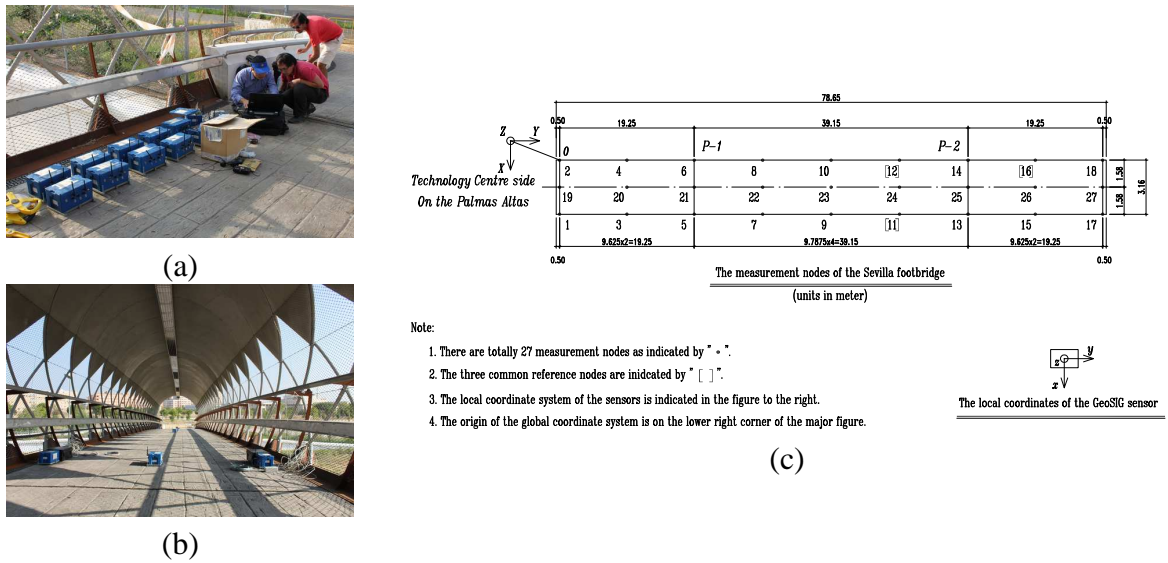 (a)
(b)
78.65
0.50 0.50
19.25 39.15 19.25
Z Y
X
0
P-1 P-2
Technology Centre side
On the Palmas Altas
2 4 6 8 10 [12] 14 [16] 18
19 20 21 22 23 24 25 26 27
1 3 5 7 9 [11] 13 15 17
1.58
1.58
3.16
9.625x2=19.25 9.7875x4=39.15 9.625x2=19.25
0.50 0.50
The measurement nodes of the Sevilla footbridge
(units in meter)
Note:
1. There are totally 27 measurement nodes as indicated by " • ".
2. The three common reference nodes are inidcated by " [ ] ".
3. The local coordinate system of the sensors is indicated in the figure to the right.
4. The origin of the global coordinate system is on the lower right corner of the major figure.
z y
x
The local coordinates of the GeoSIG sensor
(c)